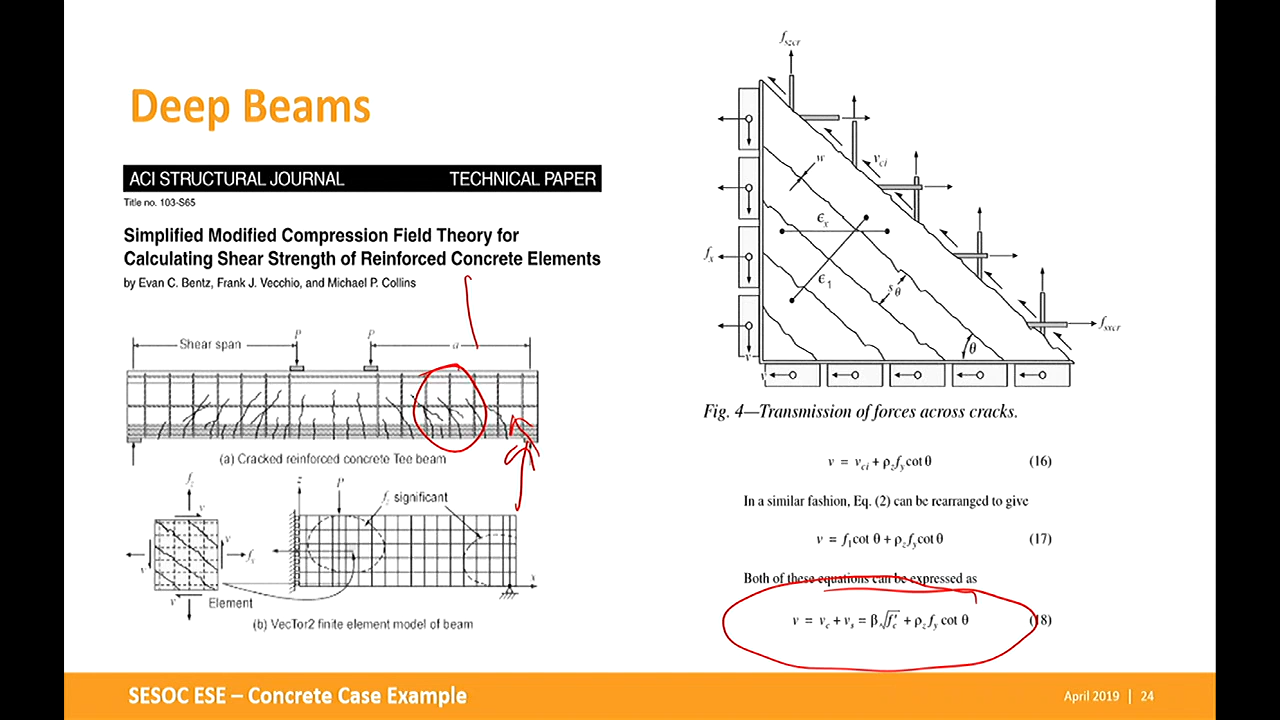 Deep Beams
ACI STRUCTURAL JOURNAL TECHNICAL PAPER
Title no. 103-S65
Simplified Modified Compression Field Theory for
Calculating Shear Strength of Reinforced Concrete Elements
by Evan C. Bentz, Frank J. Vecchio, and Michael P. Collins
P P
Shear span a
(a) Cracked reinforced concrete Tee beam
f_z z P f_z significant
v
v f_x
v x
v Element
(b) VecTor2 finite element model of beam
f_szcr
v_ci
w
ϵ_x
f_x
ϵ_1 s_θ
f_sxcr
θ
v
v
Fig. 4—Transmission of forces across cracks.
v = v_ci + ρ_z f_y cot θ (16)
In a similar fashion, Eq. (2) can be rearranged to give
v = f_1 cot θ + ρ_z f_y cot θ (17)
Both of these equations can be expressed as
v = v_c + v_s = β√f_c′ + ρ_z f_y cot θ (18)
SESOC ESE – Concrete Case Example
April 2019 | 24